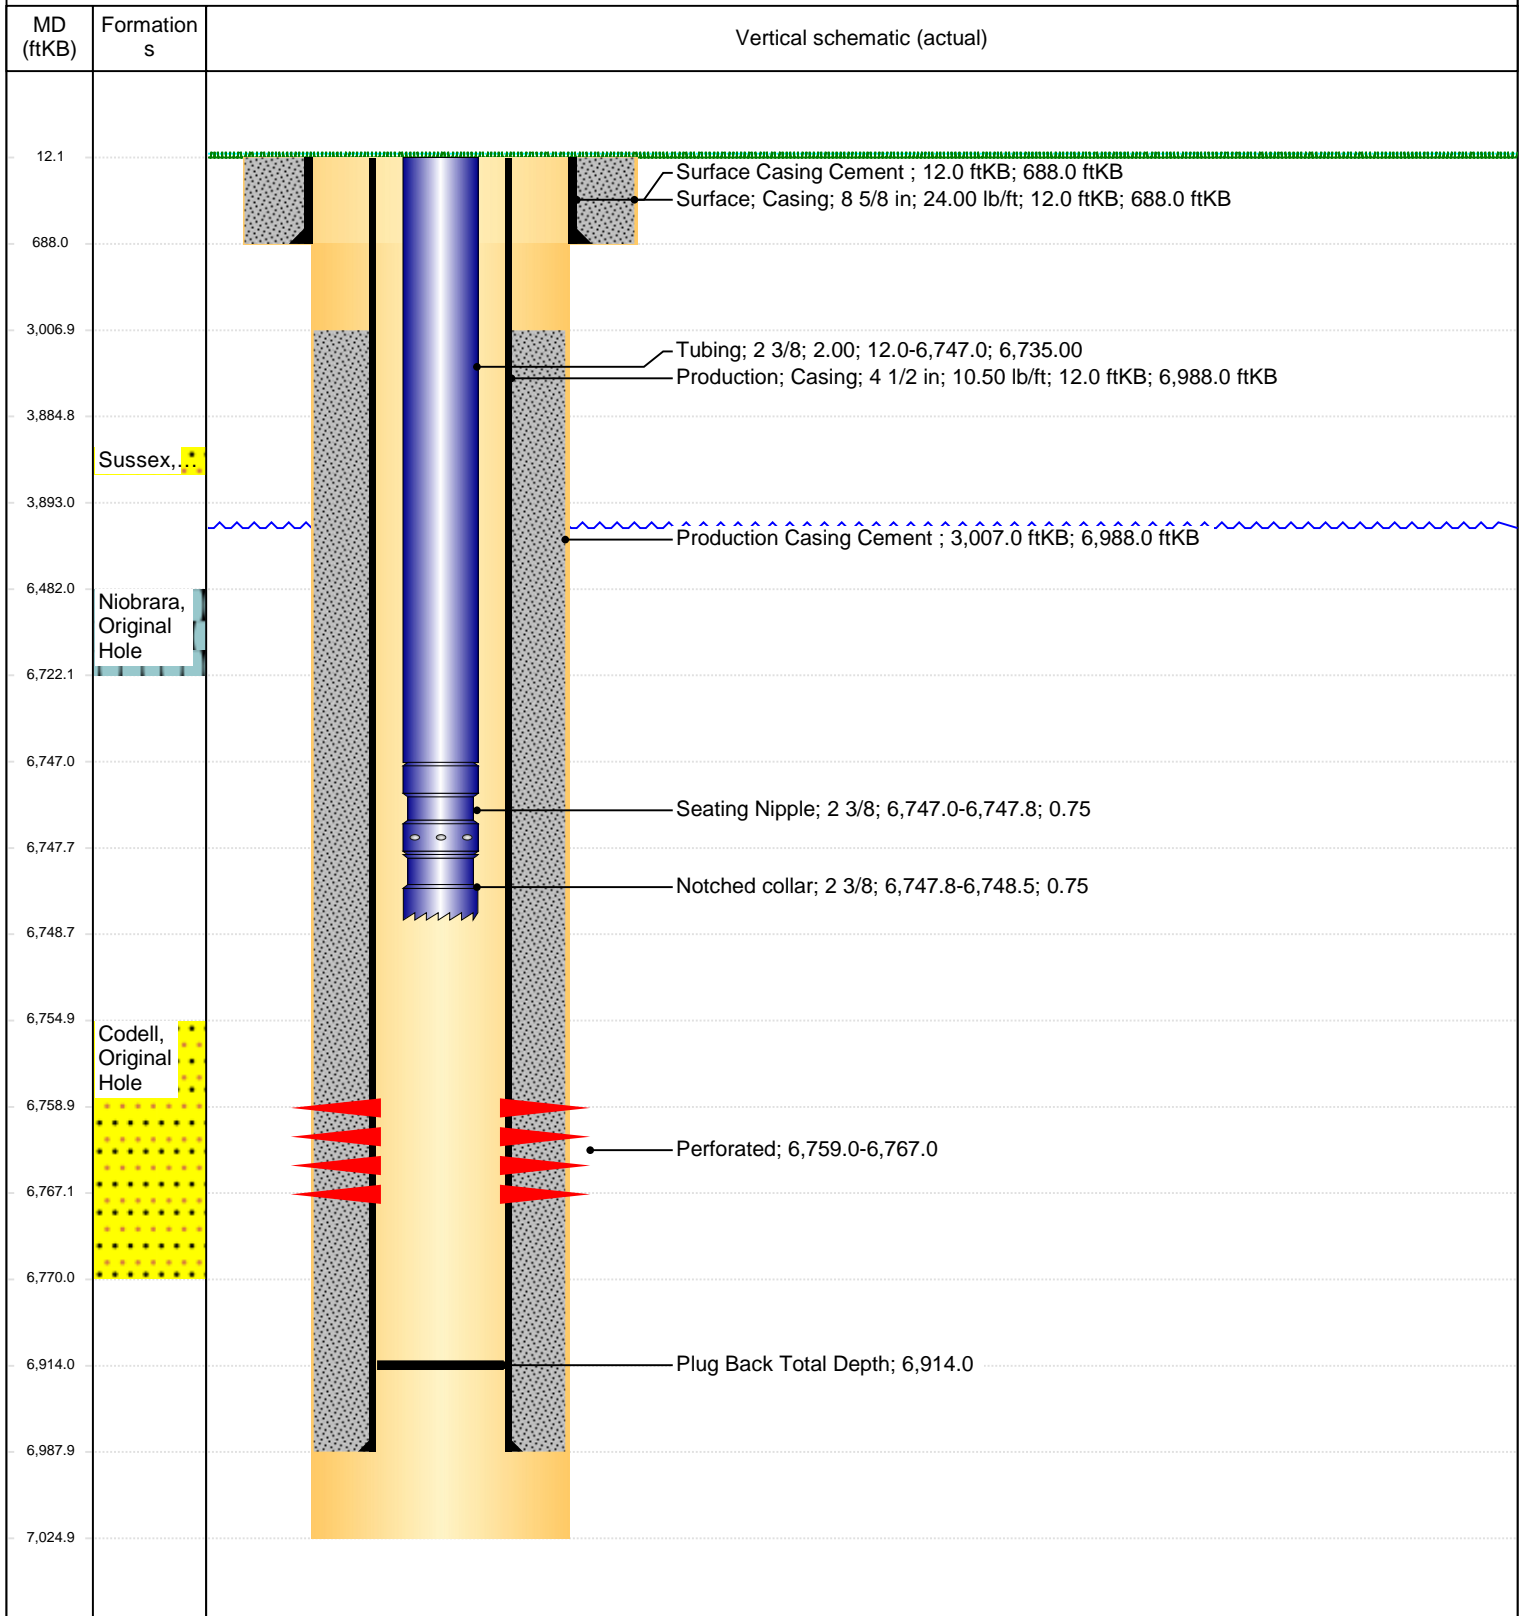 MD
(ftKB)
Formation
s
Vertical schematic (actual)
12.1
Surface Casing Cement ; 12.0 ftKB; 688.0 ftKB
Surface; Casing; 8 5/8 in; 24.00 lb/ft; 12.0 ftKB; 688.0 ftKB
688.0
3,006.9
Tubing; 2 3/8; 2.00; 12.0-6,747.0; 6,735.00
Production; Casing; 4 1/2 in; 10.50 lb/ft; 12.0 ftKB; 6,988.0 ftKB
3,884.8
Sussex,...
3,893.0
Production Casing Cement ; 3,007.0 ftKB; 6,988.0 ftKB
6,482.0
Niobrara,
Original
Hole
6,722.1
6,747.0
Seating Nipple; 2 3/8; 6,747.0-6,747.8; 0.75
6,747.7
Notched collar; 2 3/8; 6,747.8-6,748.5; 0.75
6,748.7
6,754.9
Codell,
Original
Hole
6,758.9
Perforated; 6,759.0-6,767.0
6,767.1
6,770.0
6,914.0
Plug Back Total Depth; 6,914.0
6,987.9
7,024.9